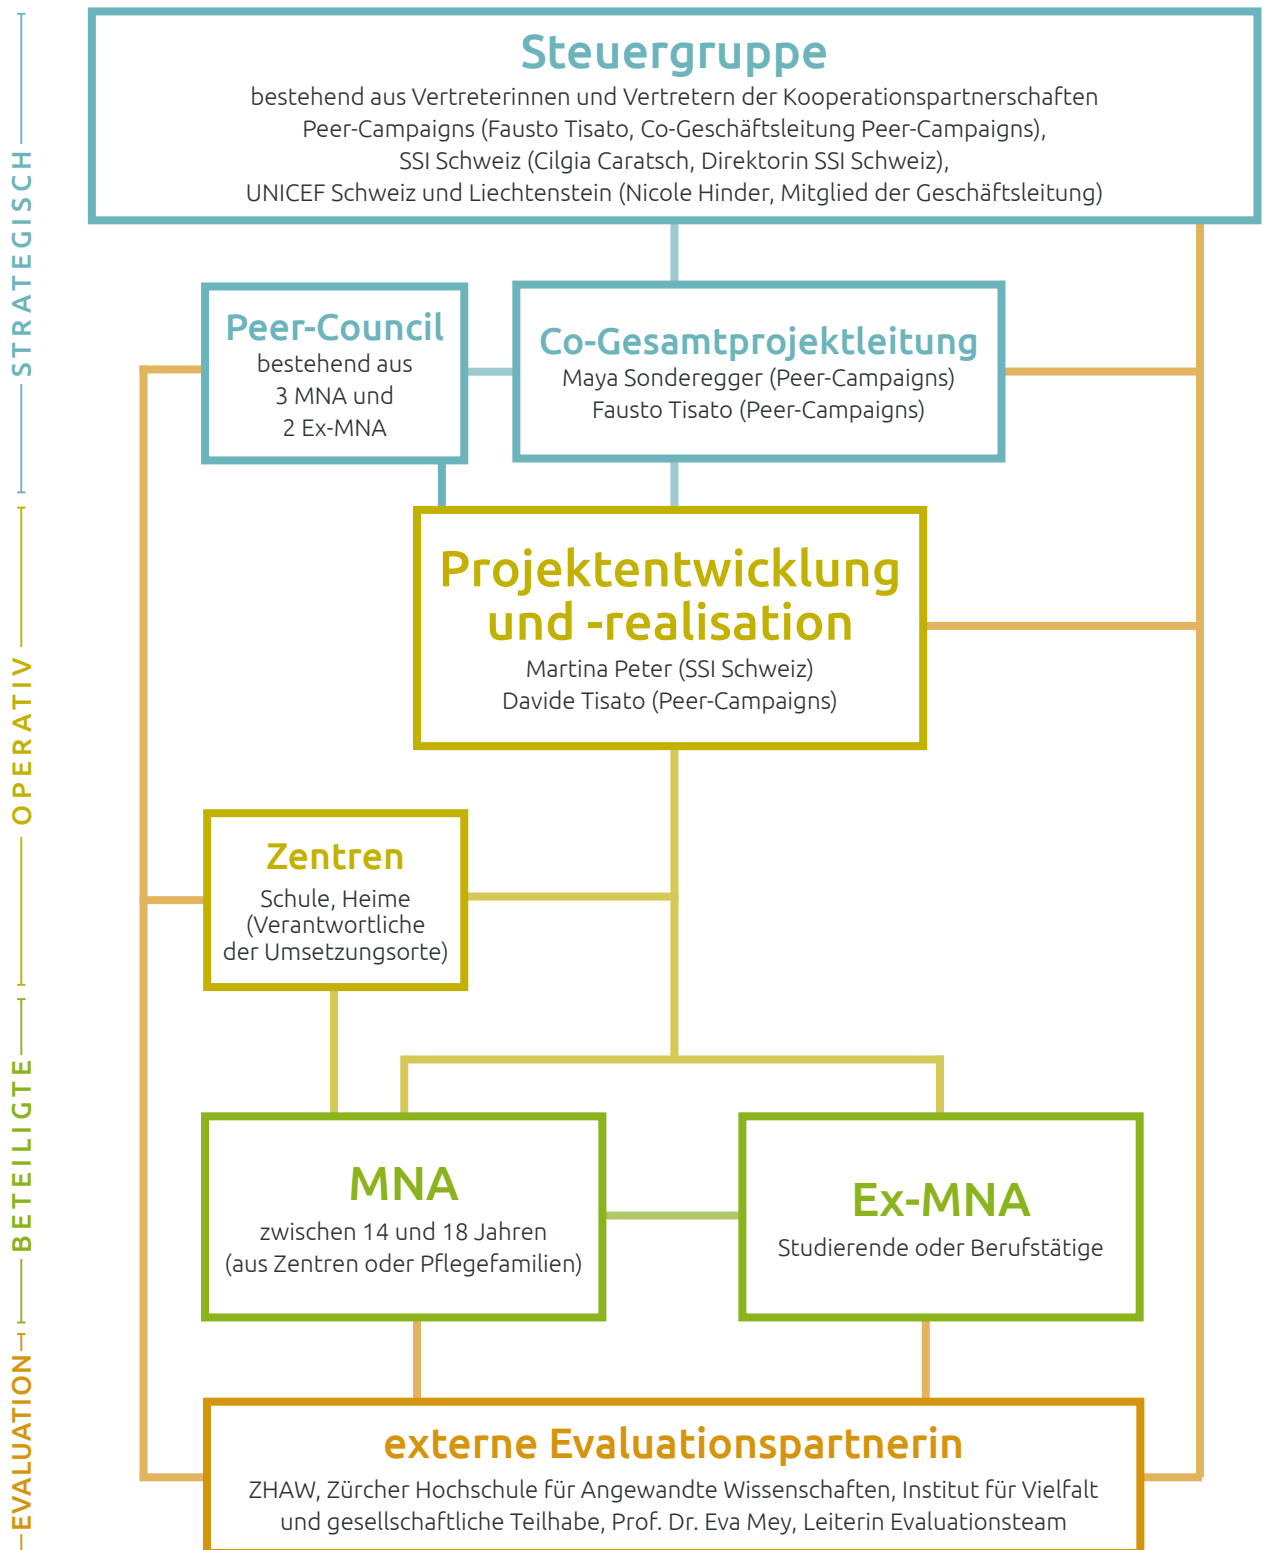 STRATEGISCH
Steuergruppe
bestehend aus Vertreterinnen und Vertretern der Kooperationspartnerschaften
Peer-Campaigns (Fausto Tisato, Co-Geschäftsleitung Peer-Campaigns),
SSI Schweiz (Cilgia Caratsch, Direktorin SSI Schweiz),
UNICEF Schweiz und Liechtenstein (Nicole Hinder, Mitglied der Geschäftsleitung)
Peer-Council
bestehend aus
3 MNA und
2 Ex-MNA
Co-Gesamtprojektleitung
Maya Sonderegger (Peer-Campaigns)
Fausto Tisato (Peer-Campaigns)
OPERATIV
Projektentwicklung
und -realisation
Martina Peter (SSI Schweiz)
Davide Tisato (Peer-Campaigns)
Zentren
Schule, Heime
(Verantwortliche
der Umsetzungsorte)
BETEILIGTE
MNA
zwischen 14 und 18 Jahren
(aus Zentren oder Pflegefamilien)
Ex-MNA
Studierende oder Berufstätige
EVALUATION
externe Evaluationspartnerin
ZHAW, Zürcher Hochschule für Angewandte Wissenschaften, Institut für Vielfalt
und gesellschaftliche Teilhabe, Prof. Dr. Eva Mey, Leiterin Evaluationsteam